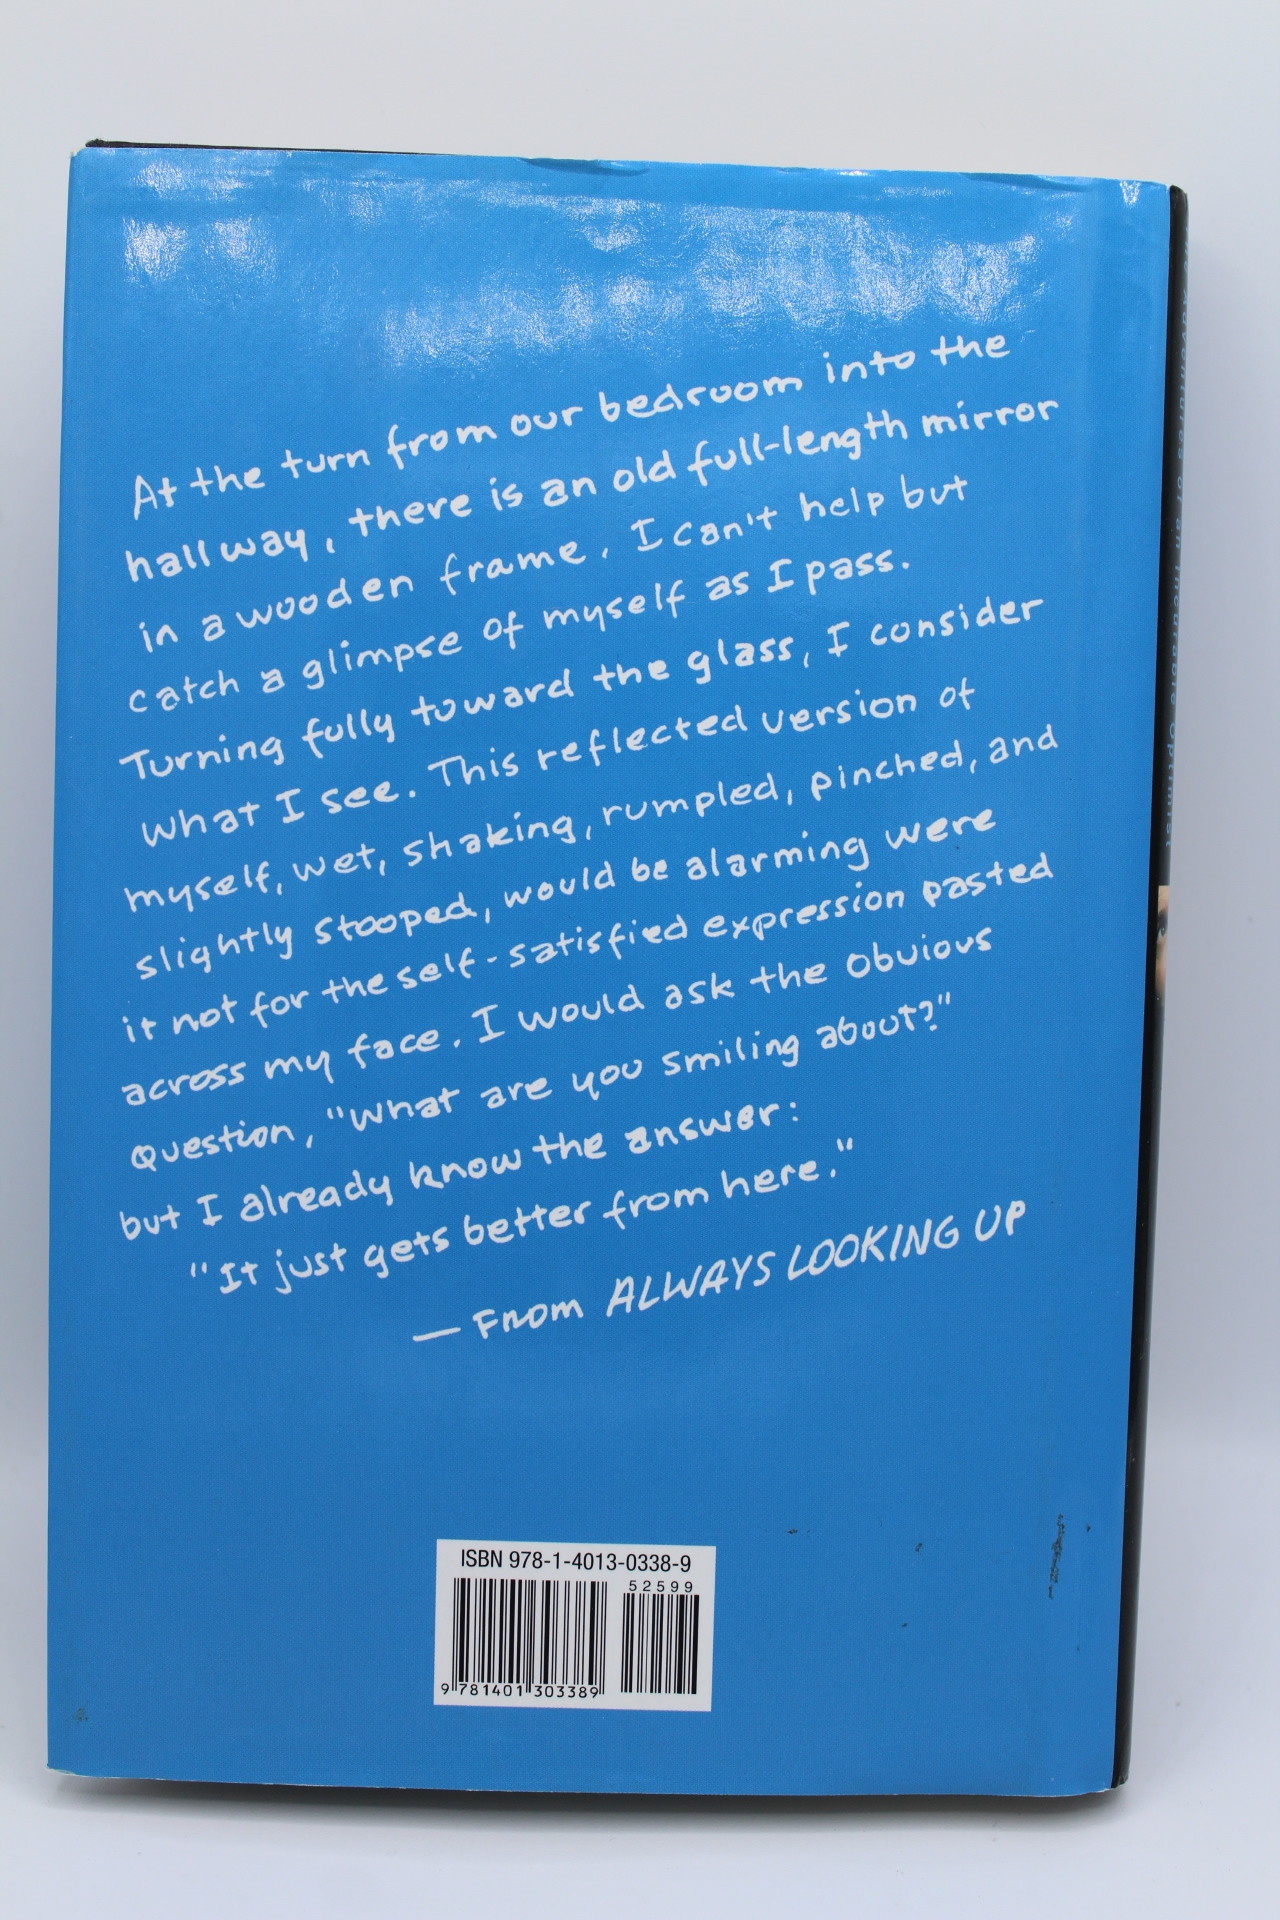 At the turn from our bedroom into the
hallway, there is an old full-length mirror
in a wooden frame. I can't help but
catch a glimpse of myself as I pass.
Turning fully toward the glass, I consider
what I see. This reflected version of
myself, wet, shaking, rumpled, pinched, and
slightly stooped, would be alarming were
it not for the self-satisfied expression pasted
across my face. I would ask the obvious
question, "What are you smiling about?"
but I already know the answer:
"It just gets better from here."
— From ALWAYS LOOKING UP
ISBN 978-1-4013-0338-9
52599
9 781401 303389
Adventures of an Incurable Optimist